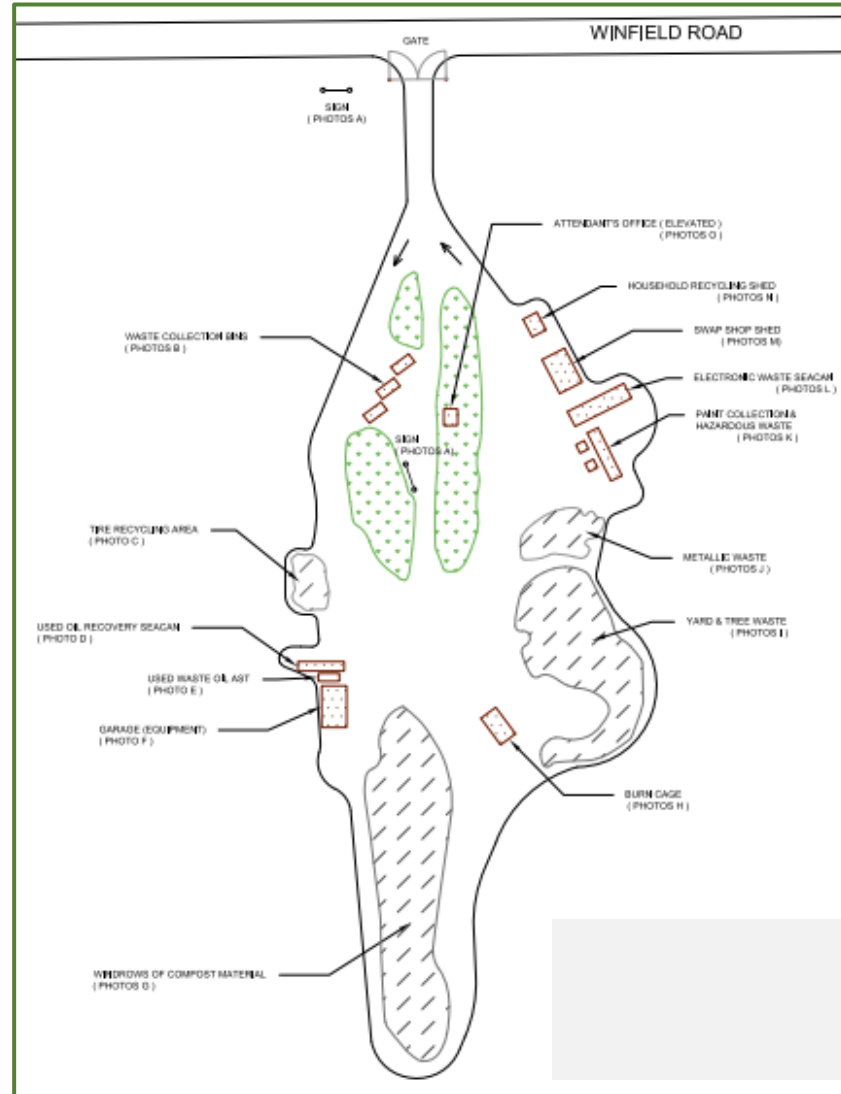 WINFIELD ROAD
GATE
SIGN
( PHOTOS A)
ATTENDANT'S OFFICE ( ELEVATED )
( PHOTOS O )
HOUSEHOLD RECYCLING SHED
( PHOTOS N )
WASTE COLLECTION BINS
( PHOTOS B )
SWAP SHOP SHED
( PHOTOS M)
ELECTRONIC WASTE SEACAN
( PHOTOS L )
PAINT COLLECTION &
HAZARDOUS WASTE
( PHOTOS K )
SIGN
( PHOTOS A)
TIRE RECYCLING AREA
( PHOTO C )
METALLIC WASTE
( PHOTOS J )
YARD & TREE WASTE
( PHOTOS I )
USED OIL RECOVERY SEACAN
( PHOTO D )
USED WASTE OIL AST
( PHOTO E )
GARAGE (EQUIPMENT)
( PHOTO F )
BURN CAGE
( PHOTOS H )
WINDROWS OF COMPOST MATERIAL
( PHOTOS G )